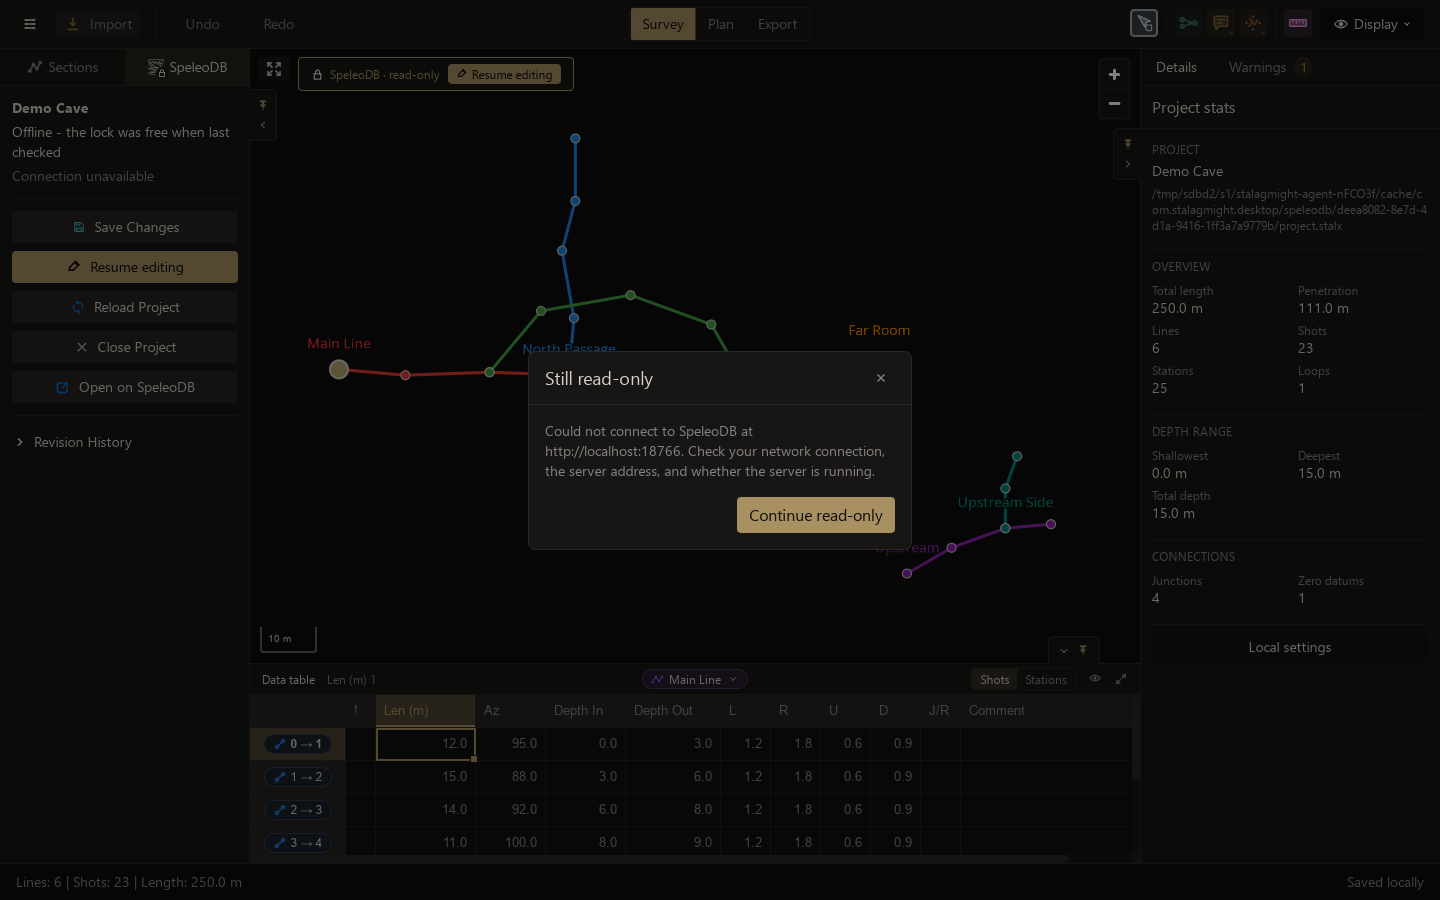 Import
Undo
Redo
Survey
Plan
Export
Display
Sections
SpeleoDB
SpeleoDB · read-only
Resume editing
Details
Warnings
1
Demo Cave
Offline - the lock was free when last
checked
Connection unavailable
Save Changes
Resume editing
Reload Project
Close Project
Open on SpeleoDB
Revision History
Main Line
North Passage
Far Room
Upstream Side
Upstream
10 m
Still read-only
Could not connect to SpeleoDB at
http://localhost:18766. Check your network connection,
the server address, and whether the server is running.
Continue read-only
Project stats
PROJECT
Demo Cave
/tmp/sdbd2/s1/stalagmight-agent-nFCO3f/cache/c
om.stalagmight.desktop/speleodb/deea8082-8e7d-4
d1a-9416-1ff3a7a9779b/project.stalx
OVERVIEW
Total length Penetration
250.0 m 111.0 m
Lines Shots
6 23
Stations Loops
25 1
DEPTH RANGE
Shallowest Deepest
0.0 m 15.0 m
Total depth
15.0 m
CONNECTIONS
Junctions Zero datums
4 1
Local settings
Data table Len (m) 1
Main Line
Shots Stations
! Len (m) Az Depth In Depth Out L R U D J/R Comment
0→1 12.0 95.0 0.0 3.0 1.2 1.8 0.6 0.9
1→2 15.0 88.0 3.0 6.0 1.2 1.8 0.6 0.9
2→3 14.0 92.0 6.0 8.0 1.2 1.8 0.6 0.9
3→4 11.0 100.0 8.0 9.0 1.2 1.8 0.6 0.9
Lines: 6 | Shots: 23 | Length: 250.0 m
Saved locally